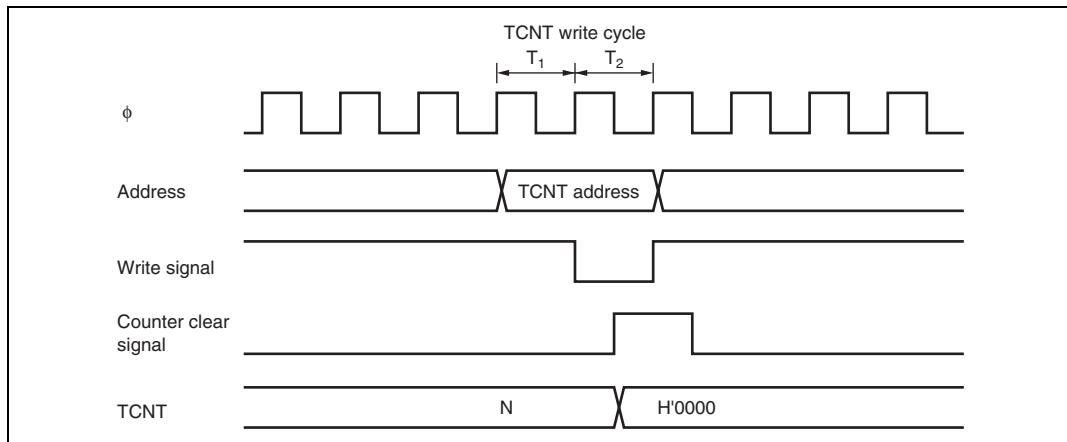 TCNT write cycle
T₁ T₂
ϕ
Address TCNT address
Write signal
Counter clear
signal
TCNT N H'0000